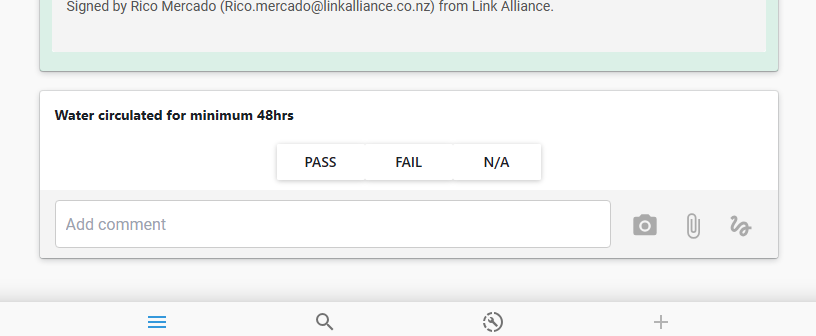 Signed by Rico Mercado (Rico.mercado@linkalliance.co.nz) from Link Alliance.
Water circulated for minimum 48hrs
PASS FAIL N/A
Add comment